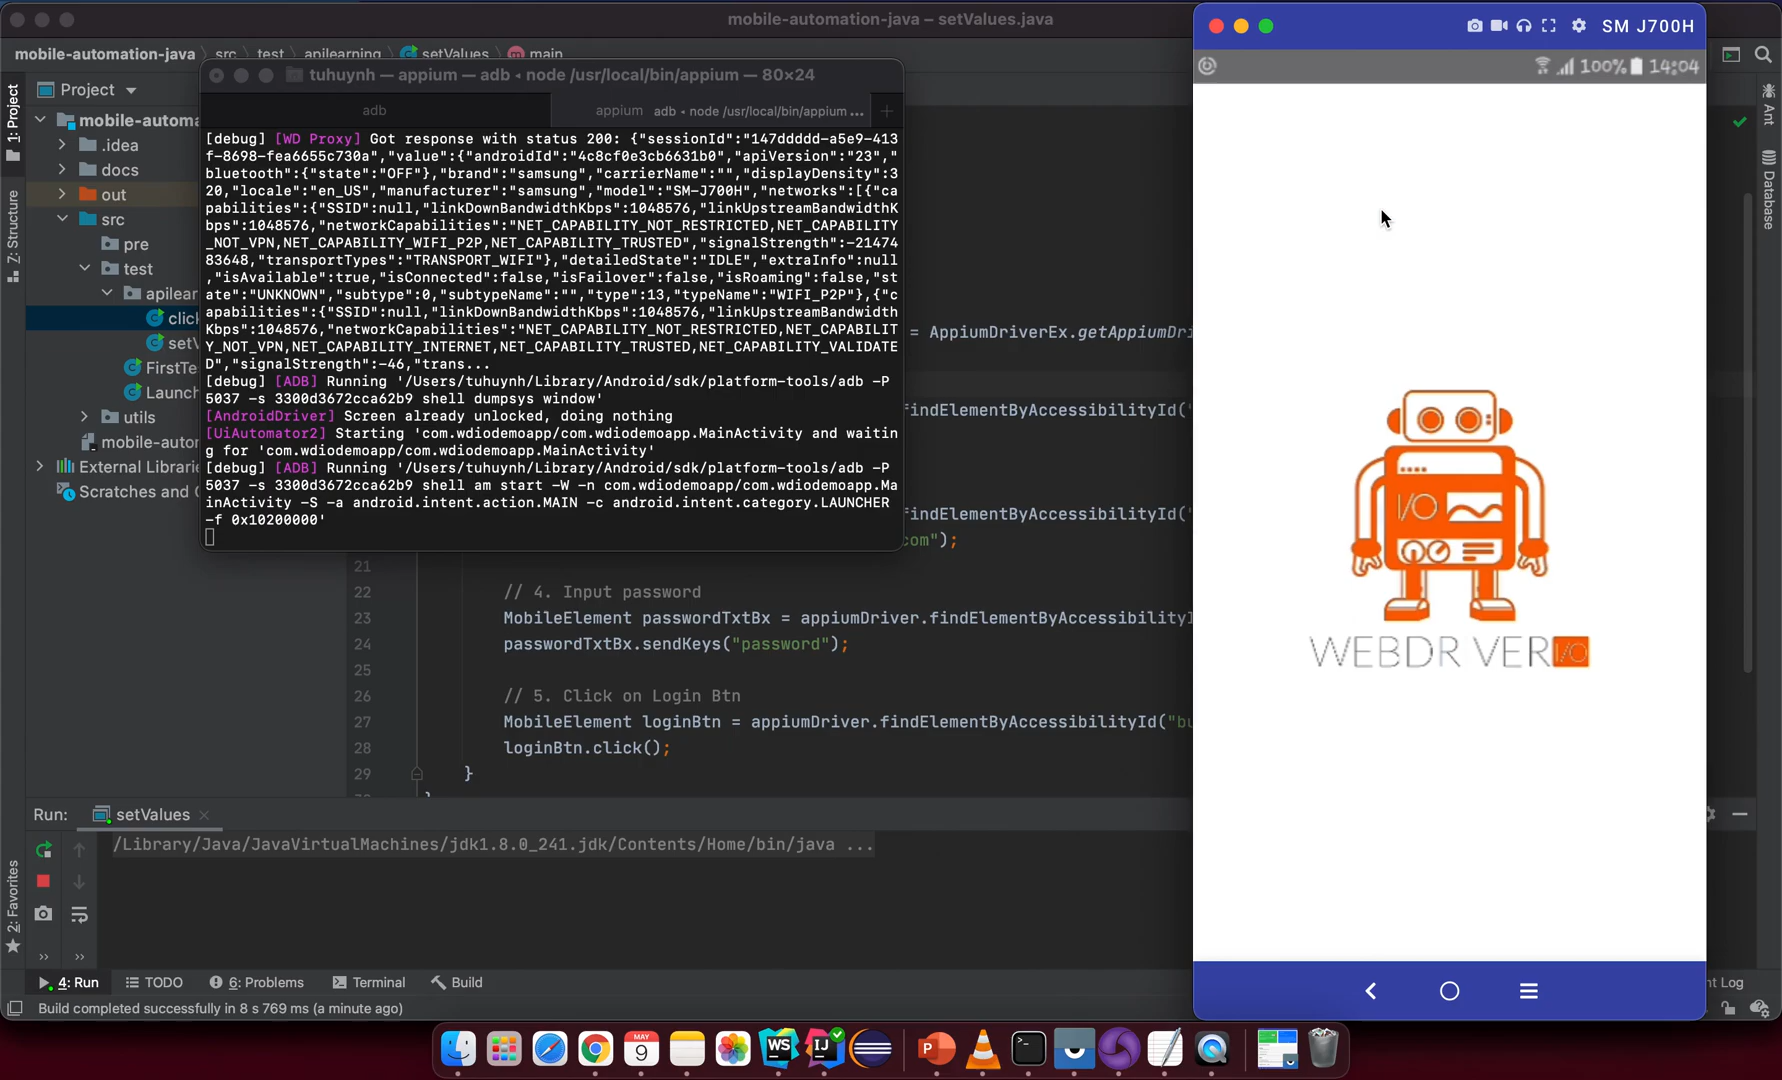 mobile-automation-java – setValues.java
mobile-automation-java
src
test
apilearning
setValues
main
Project
mobile-automa
.idea
docs
out
src
pre
test
apilear
click
setV
FirstTe
Launch
utils
mobile-autor
External Librarie
Scratches and C
1: Project
7: Structure
2: Favorites
tuhuynh — appium — adb ◂ node /usr/local/bin/appium — 80×24
adb
appium adb ◂ node /usr/local/bin/appium ...
[debug] [WD Proxy] Got response with status 200: {"sessionId":"147ddddd-a5e9-413
f-8698-fea6655c730a","value":{"androidId":"4c8cf0e3cb6631b0","apiVersion":"23","
bluetooth":{"state":"OFF"},"brand":"samsung","carrierName":"","displayDensity":3
20,"locale":"en_US","manufacturer":"samsung","model":"SM-J700H","networks":[{"ca
pabilities":{"SSID":null,"linkDownBandwidthKbps":1048576,"linkUpstreamBandwidthK
bps":1048576,"networkCapabilities":"NET_CAPABILITY_NOT_RESTRICTED,NET_CAPABILITY
_NOT_VPN,NET_CAPABILITY_WIFI_P2P,NET_CAPABILITY_TRUSTED","signalStrength":-21474
83648,"transportTypes":"TRANSPORT_WIFI"},"detailedState":"IDLE","extraInfo":null
,"isAvailable":true,"isConnected":false,"isFailover":false,"isRoaming":false,"st
ate":"UNKNOWN","subtype":0,"subtypeName":"","type":13,"typeName":"WIFI_P2P"},{"c
apabilities":{"SSID":null,"linkDownBandwidthKbps":1048576,"linkUpstreamBandwidth
Kbps":1048576,"networkCapabilities":"NET_CAPABILITY_NOT_RESTRICTED,NET_CAPABILIT
Y_NOT_VPN,NET_CAPABILITY_INTERNET,NET_CAPABILITY_TRUSTED,NET_CAPABILITY_VALIDATE
D","signalStrength":-46,"trans...
[debug] [ADB] Running '/Users/tuhuynh/Library/Android/sdk/platform-tools/adb -P
5037 -s 3300d3672cca62b9 shell dumpsys window'
[AndroidDriver] Screen already unlocked, doing nothing
[UiAutomator2] Starting 'com.wdiodemoapp/com.wdiodemoapp.MainActivity and waitin
g for 'com.wdiodemoapp/com.wdiodemoapp.MainActivity'
[debug] [ADB] Running '/Users/tuhuynh/Library/Android/sdk/platform-tools/adb -P
5037 -s 3300d3672cca62b9 shell am start -W -n com.wdiodemoapp/com.wdiodemoapp.Ma
inActivity -S -a android.intent.action.MAIN -c android.intent.category.LAUNCHER
-f 0x10200000'
= AppiumDriverEx.getAppiumDri
indElementByAccessibilityId("
indElementByAccessibilityId("
com");
21
22 // 4. Input password
23 MobileElement passwordTxtBx = appiumDriver.findElementByAccessibilityI
24 passwordTxtBx.sendKeys("password");
25
26 // 5. Click on Login Btn
27 MobileElement loginBtn = appiumDriver.findElementByAccessibilityId("bu
28 loginBtn.click();
29 }
Run: setValues
/Library/Java/JavaVirtualMachines/jdk1.8.0_241.jdk/Contents/Home/bin/java ...
4: Run
TODO
6: Problems
Terminal
Build
nt Log
Build completed successfully in 8 s 769 ms (a minute ago)
SM J700H
100% 14:04
I/O
WEBDR VER I/O
Ant
Database
MAY
9
WS
IJ
P